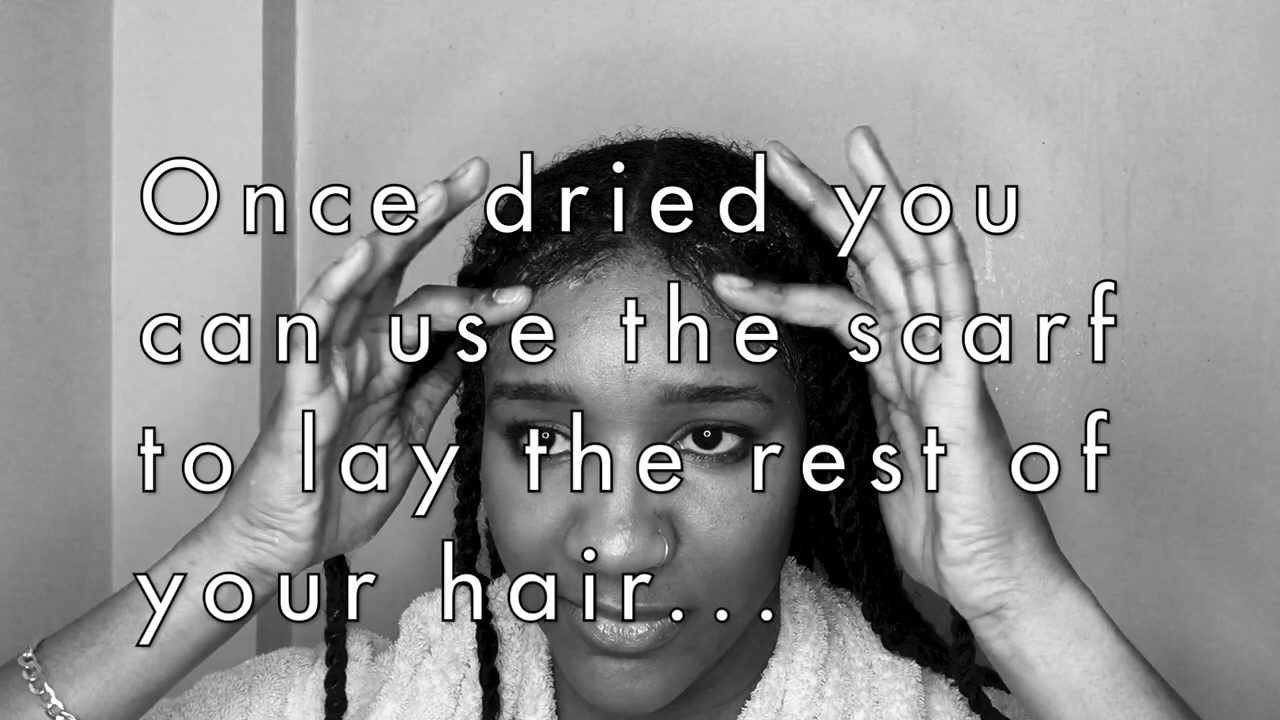 Once dried you
can use the scarf
to lay the rest of
your hair...